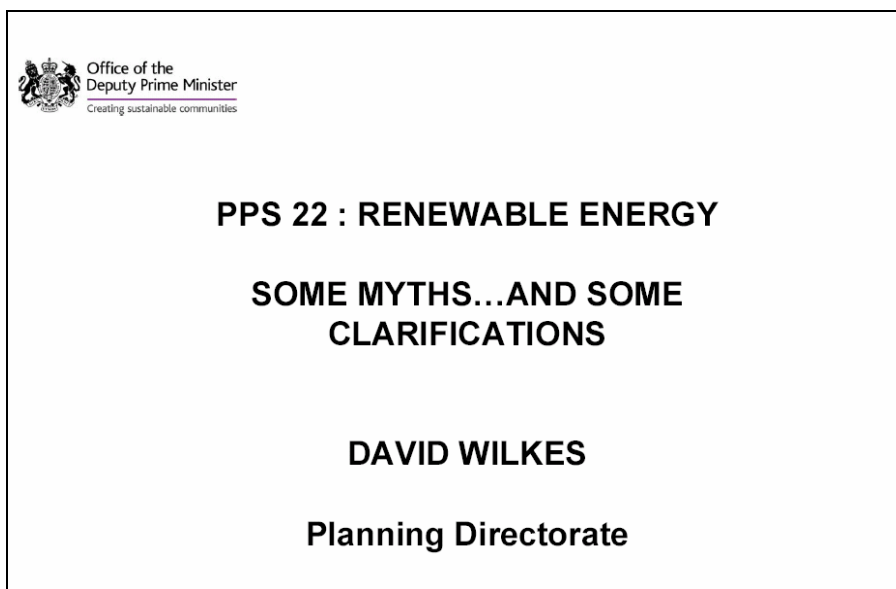 Office of the
Deputy Prime Minister
Creating sustainable communities
PPS 22 : RENEWABLE ENERGY
SOME MYTHS...AND SOME
CLARIFICATIONS
DAVID WILKES
Planning Directorate